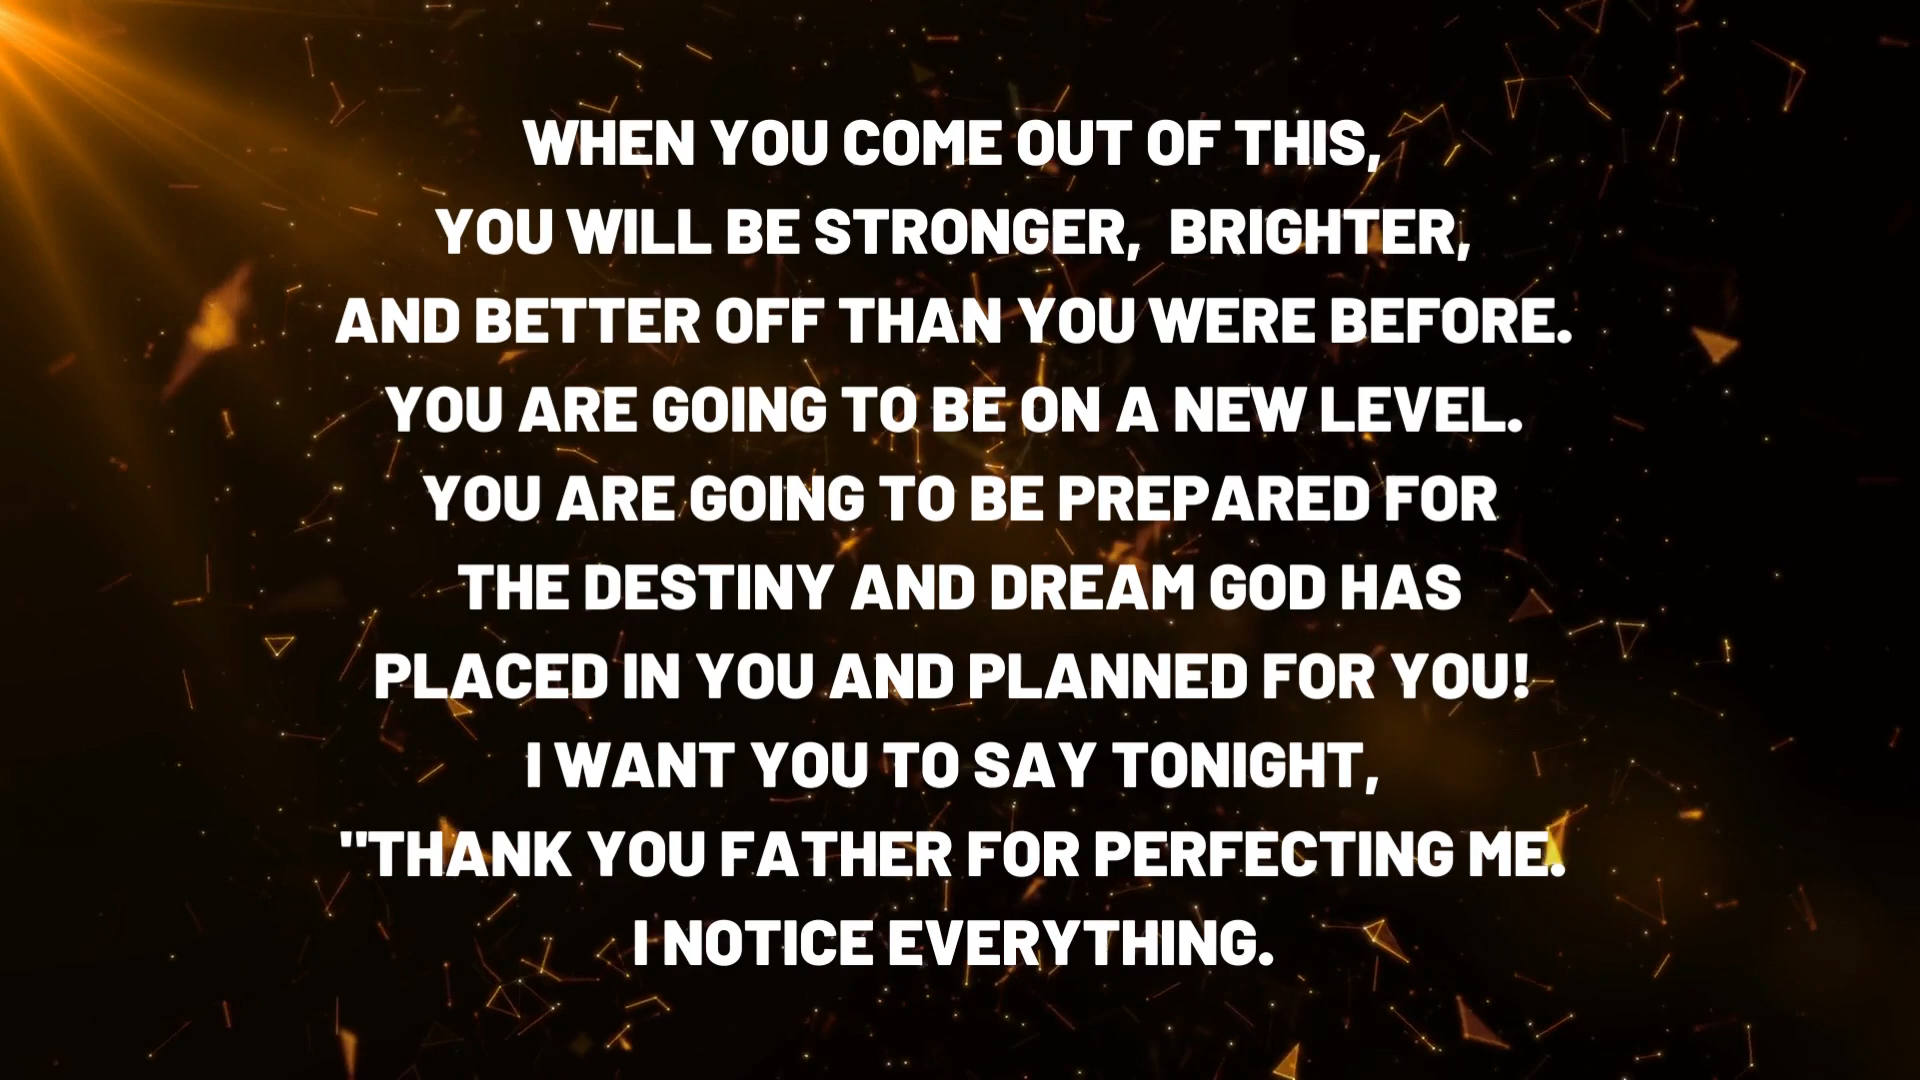 WHEN YOU COME OUT OF THIS,
YOU WILL BE STRONGER, BRIGHTER,
AND BETTER OFF THAN YOU WERE BEFORE.
YOU ARE GOING TO BE ON A NEW LEVEL.
YOU ARE GOING TO BE PREPARED FOR
THE DESTINY AND DREAM GOD HAS
PLACED IN YOU AND PLANNED FOR YOU!
I WANT YOU TO SAY TONIGHT,
"THANK YOU FATHER FOR PERFECTING ME.
I NOTICE EVERYTHING.